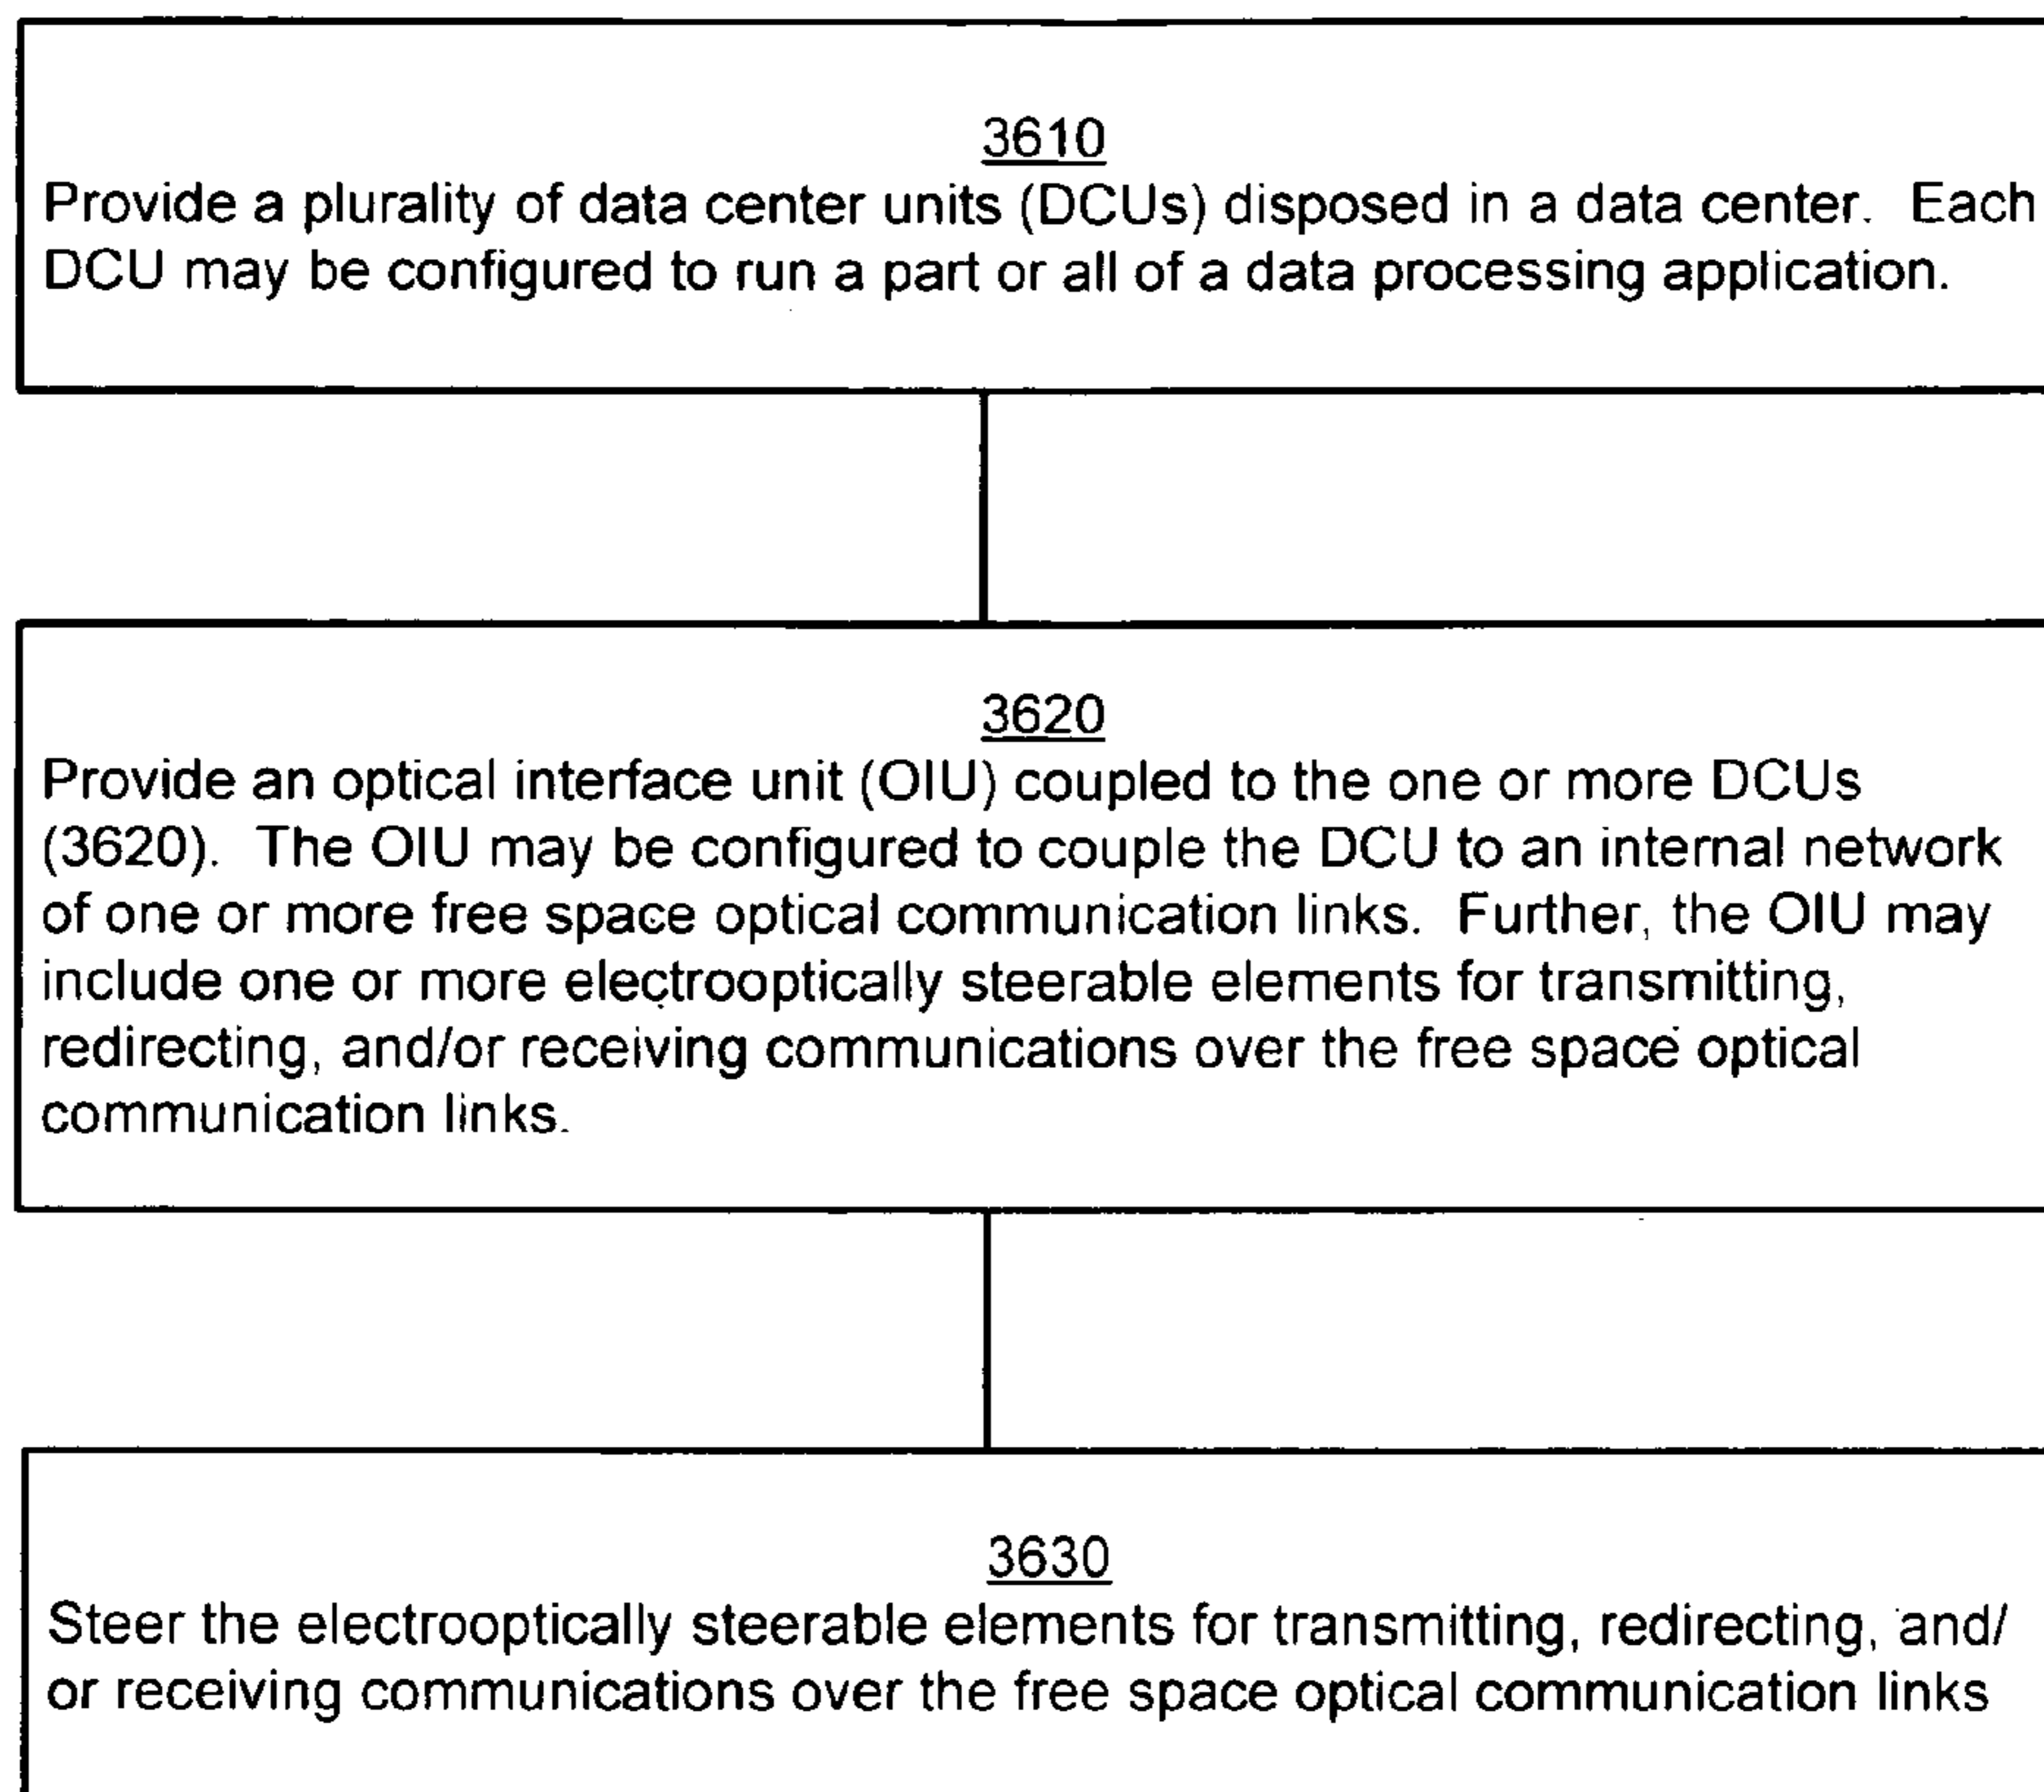 3610
Provide a plurality of data center units (DCUs) disposed in a data center. Each
DCU may be configured to run a part or all of a data processing application.
3620
Provide an optical interface unit (OIU) coupled to the one or more DCUs
(3620). The OIU may be configured to couple the DCU to an internal network
of one or more free space optical communication links. Further, the OIU may
include one or more electrooptically steerable elements for transmitting,
redirecting, and/or receiving communications over the free space optical
communication links.
3630
Steer the electrooptically steerable elements for transmitting, redirecting, and/
or receiving communications over the free space optical communication links